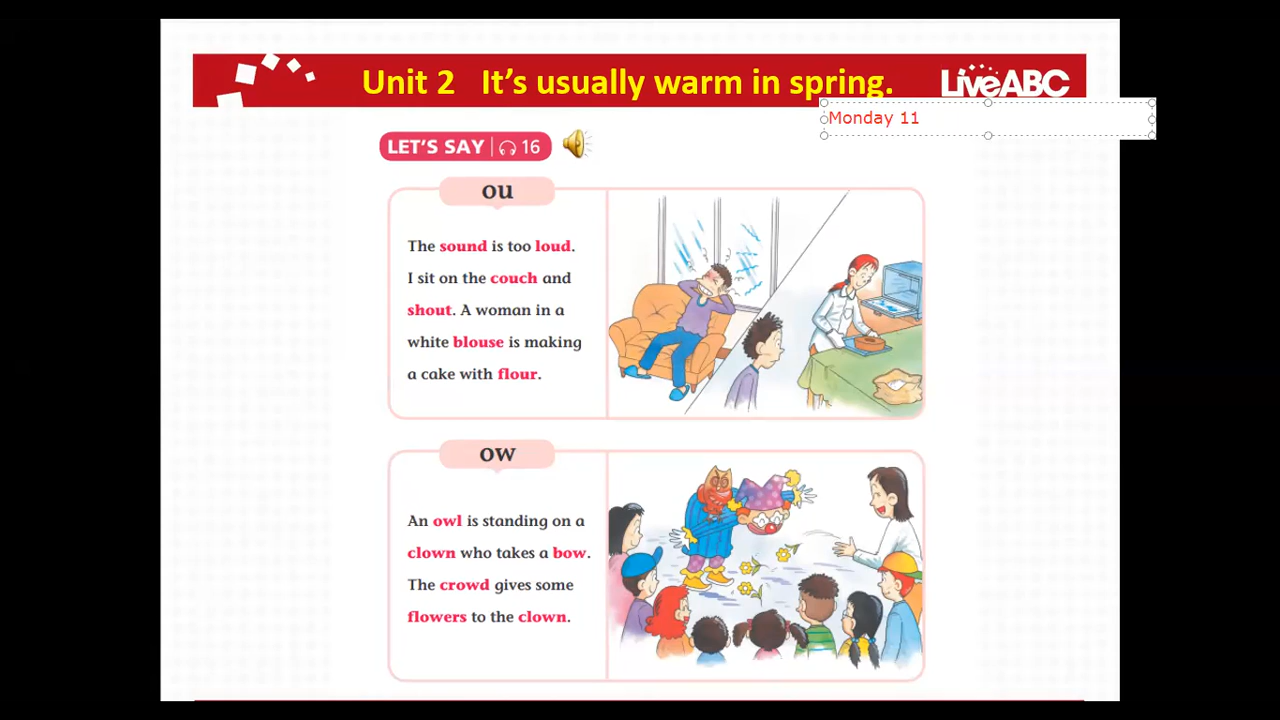 Unit 2 It's usually warm in spring.
LiveABC
Monday 11
LET'S SAY 16
ou
The sound is too loud.
I sit on the couch and
shout. A woman in a
white blouse is making
a cake with flour.
ow
An owl is standing on a
clown who takes a bow.
The crowd gives some
flowers to the clown.